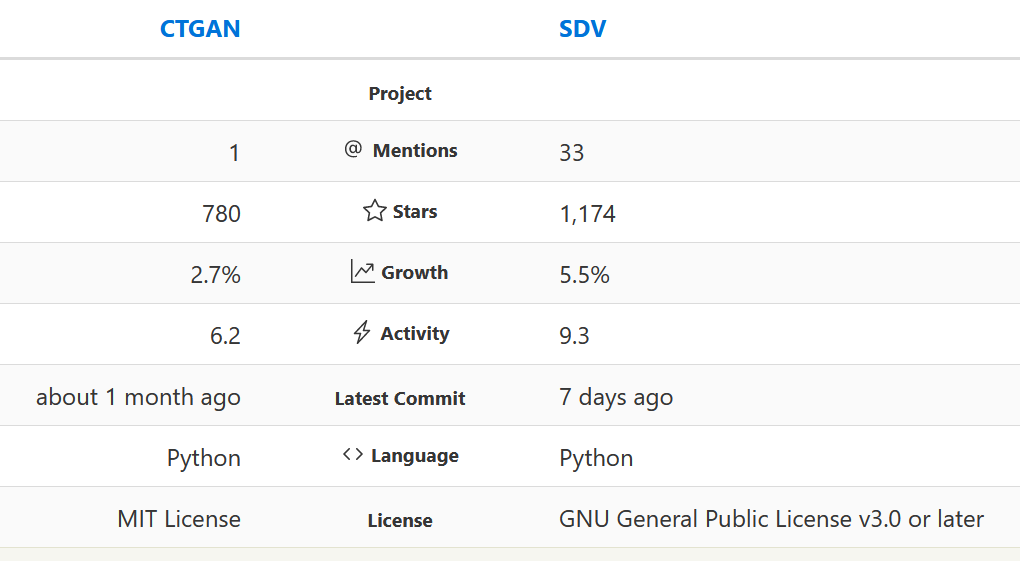 CTGAN SDV
Project
1 @ Mentions 33
780 Stars 1,174
2.7% Growth 5.5%
6.2 Activity 9.3
about 1 month ago Latest Commit 7 days ago
Python <> Language Python
MIT License License GNU General Public License v3.0 or later